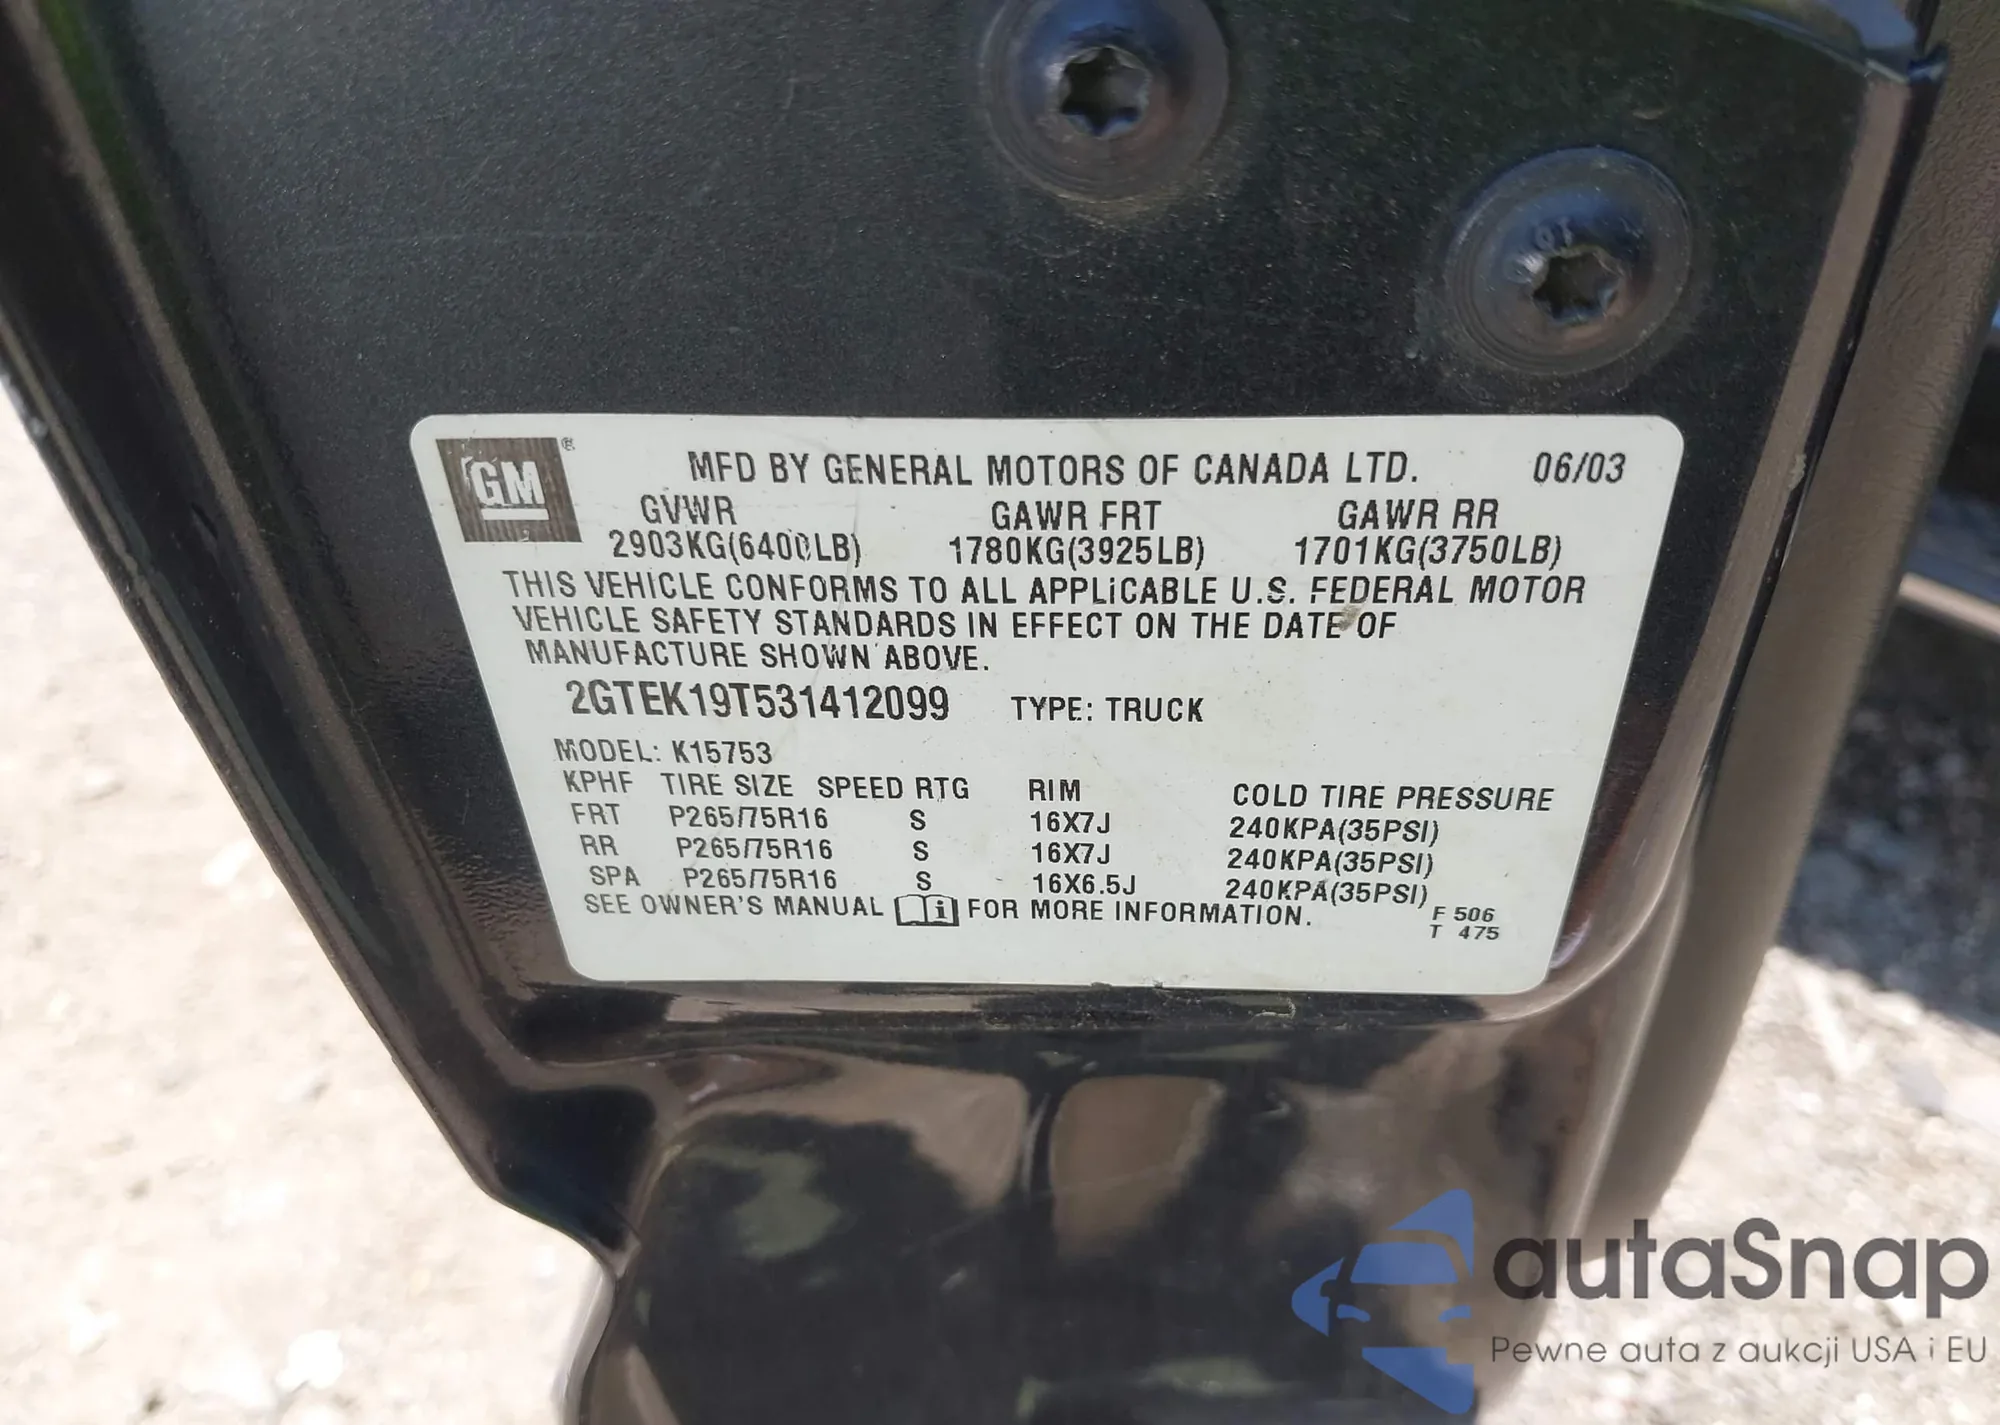 GM®
MFD BY GENERAL MOTORS OF CANADA LTD. 06/03
GVWR GAWR FRT GAWR RR
2903KG(6400LB) 1780KG(3925LB) 1701KG(3750LB)
THIS VEHICLE CONFORMS TO ALL APPLICABLE U.S. FEDERAL MOTOR
VEHICLE SAFETY STANDARDS IN EFFECT ON THE DATE OF
MANUFACTURE SHOWN ABOVE.
2GTEK19T531412099 TYPE: TRUCK
MODEL: K15753
KPHF TIRE SIZE SPEED RTG RIM COLD TIRE PRESSURE
FRT P265/75R16 S 16X7J 240KPA(35PSI)
RR P265/75R16 S 16X7J 240KPA(35PSI)
SPA P265/75R16 S 16X6.5J 240KPA(35PSI)
SEE OWNER'S MANUAL i FOR MORE INFORMATION.
F 506
T 475
autaSnap
Pewne auta z aukcji USA i EU